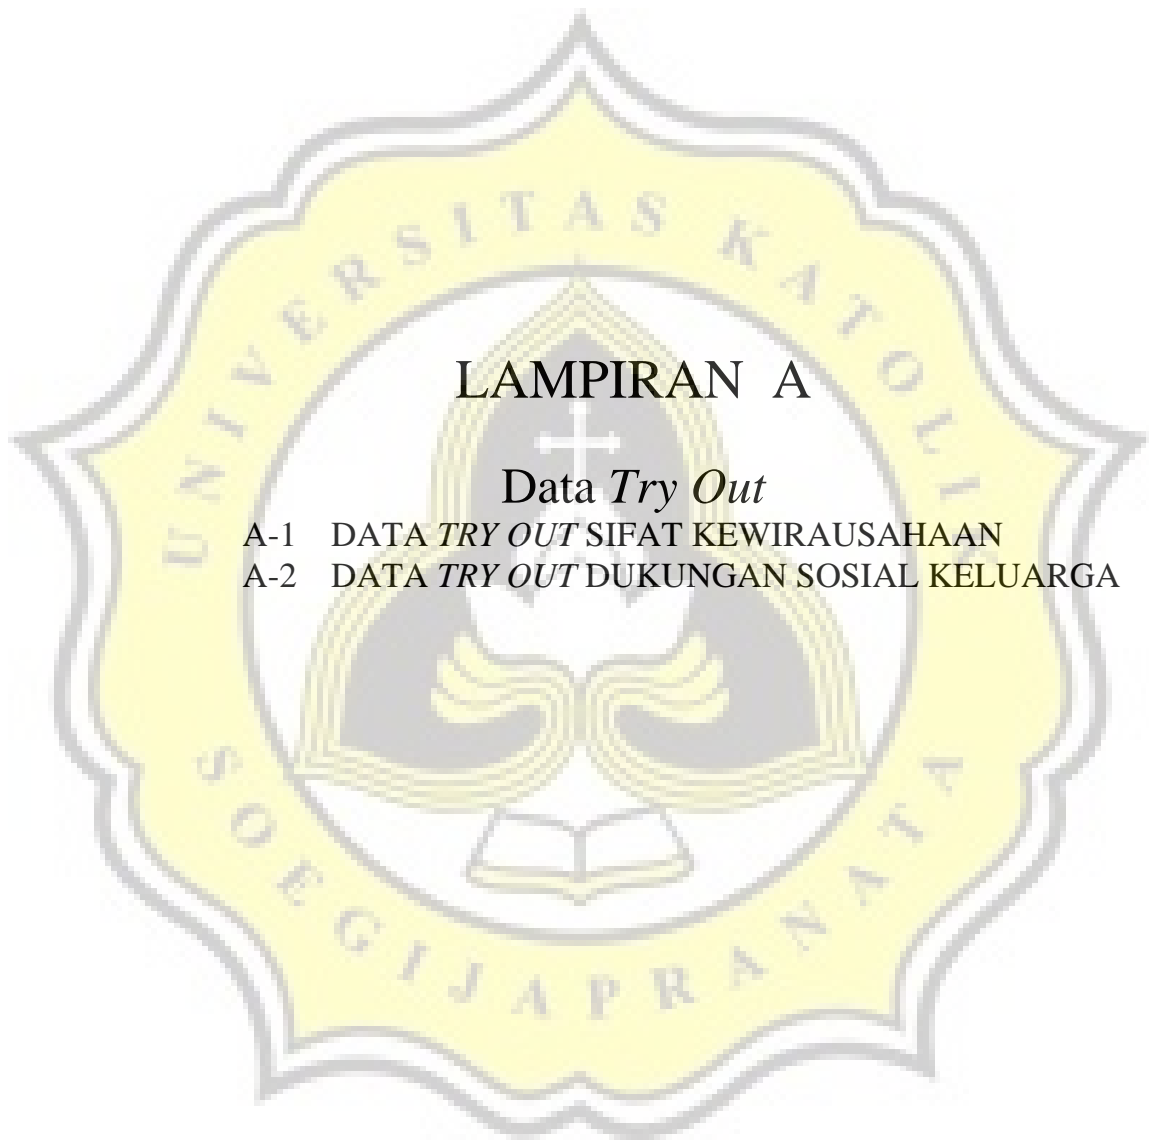 UNIVERSITAS KATOLIK
LAMPIRAN A
Data Try Out
A-1 DATA TRY OUT SIFAT KEWIRAUSAHAAN
A-2 DATA TRY OUT DUKUNGAN SOSIAL KELUARGA
SOEGIJAPRANATA